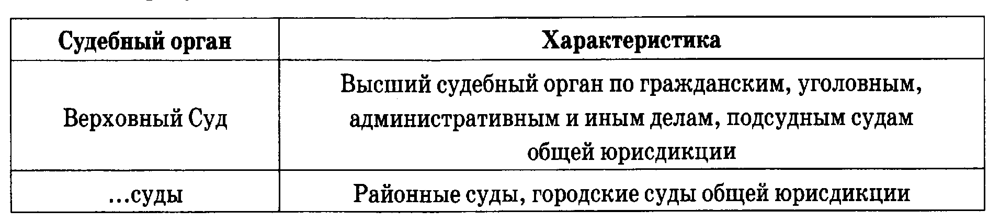 Судебный орган
Характеристика
Верховный Суд
Высший судебный орган по гражданским, уголовным,
административным и иным делам, подсудным судам
общей юрисдикции
...суды
Районные суды, городские суды общей юрисдикции